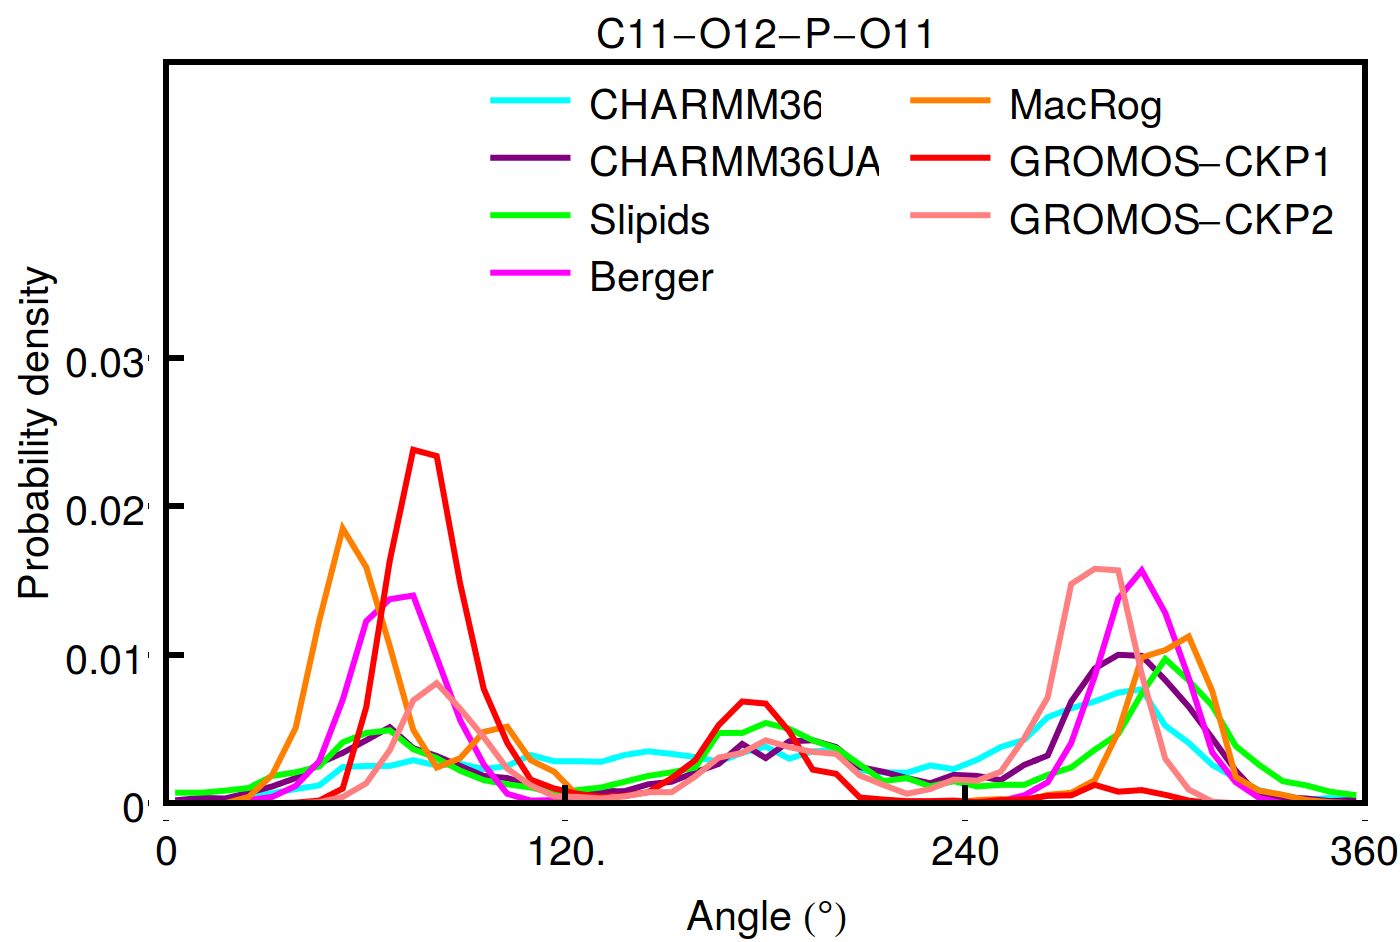 C11−O12−P−O11
CHARMM36
MacRog
CHARMM36UA
GROMOS−CKP1
Slipids
GROMOS−CKP2
Berger
Probability density
0.03
0.02
0.01
0
0
120.
240
360
Angle (°)